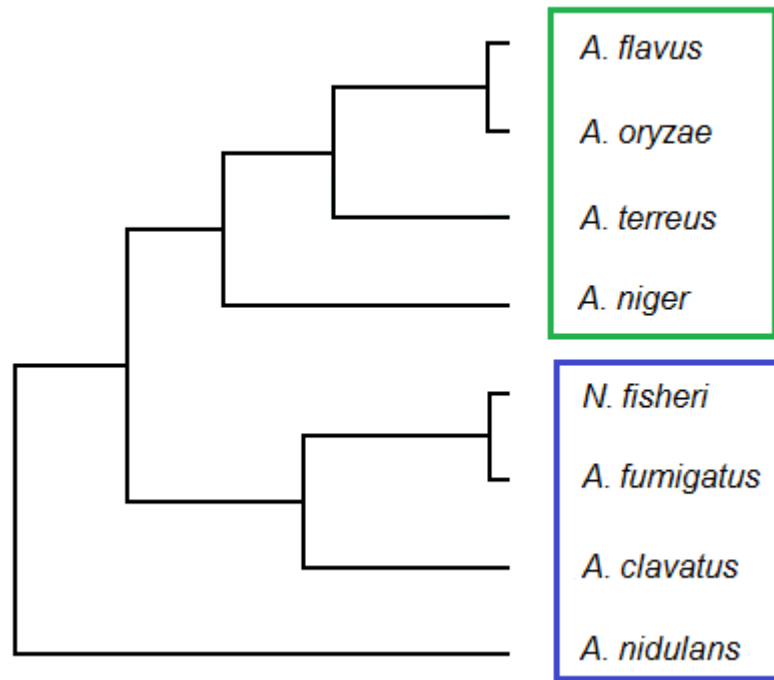 A. flavus
A. oryzae
A. terreus
A. niger
N. fisheri
A. fumigatus
A. clavatus
A. nidulans